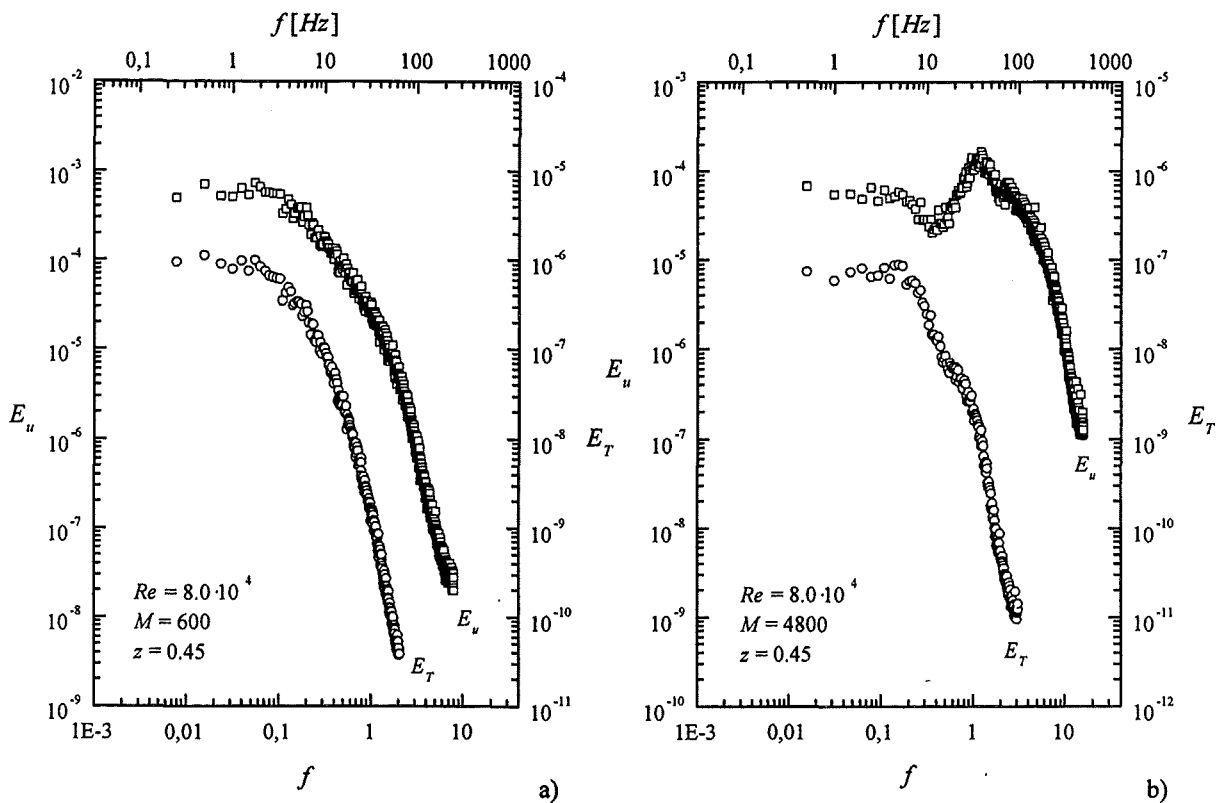 f [Hz]
0,1 1 10 100 1000
10^-2
10^-3
10^-4
10^-5
10^-6
10^-7
10^-8
10^-9
E_u
10^-4
10^-5
10^-6
10^-7
10^-8
10^-9
10^-10
10^-11
E_T
Re = 8.0·10^4
M = 600
z = 0.45
E_u
E_T
1E-3 0,01 0,1 1 10
f
a)
f [Hz]
0,1 1 10 100 1000
10^-3
10^-4
10^-5
10^-6
10^-7
10^-8
10^-9
10^-10
E_u
10^-5
10^-6
10^-7
10^-8
10^-9
10^-10
10^-11
10^-12
E_T
Re = 8.0·10^4
M = 4800
z = 0.45
E_u
E_T
1E-3 0,01 0,1 1 10
f
b)